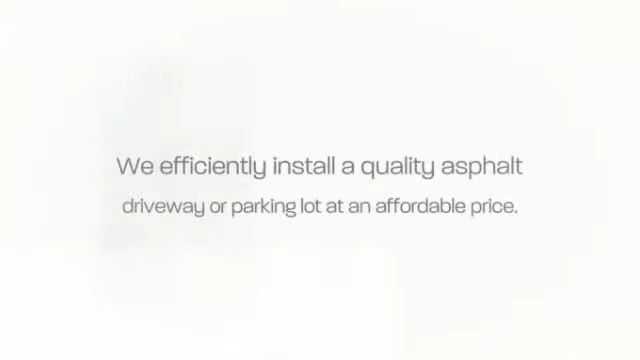 We efficiently install a quality asphalt
driveway or parking lot at an affordable price.